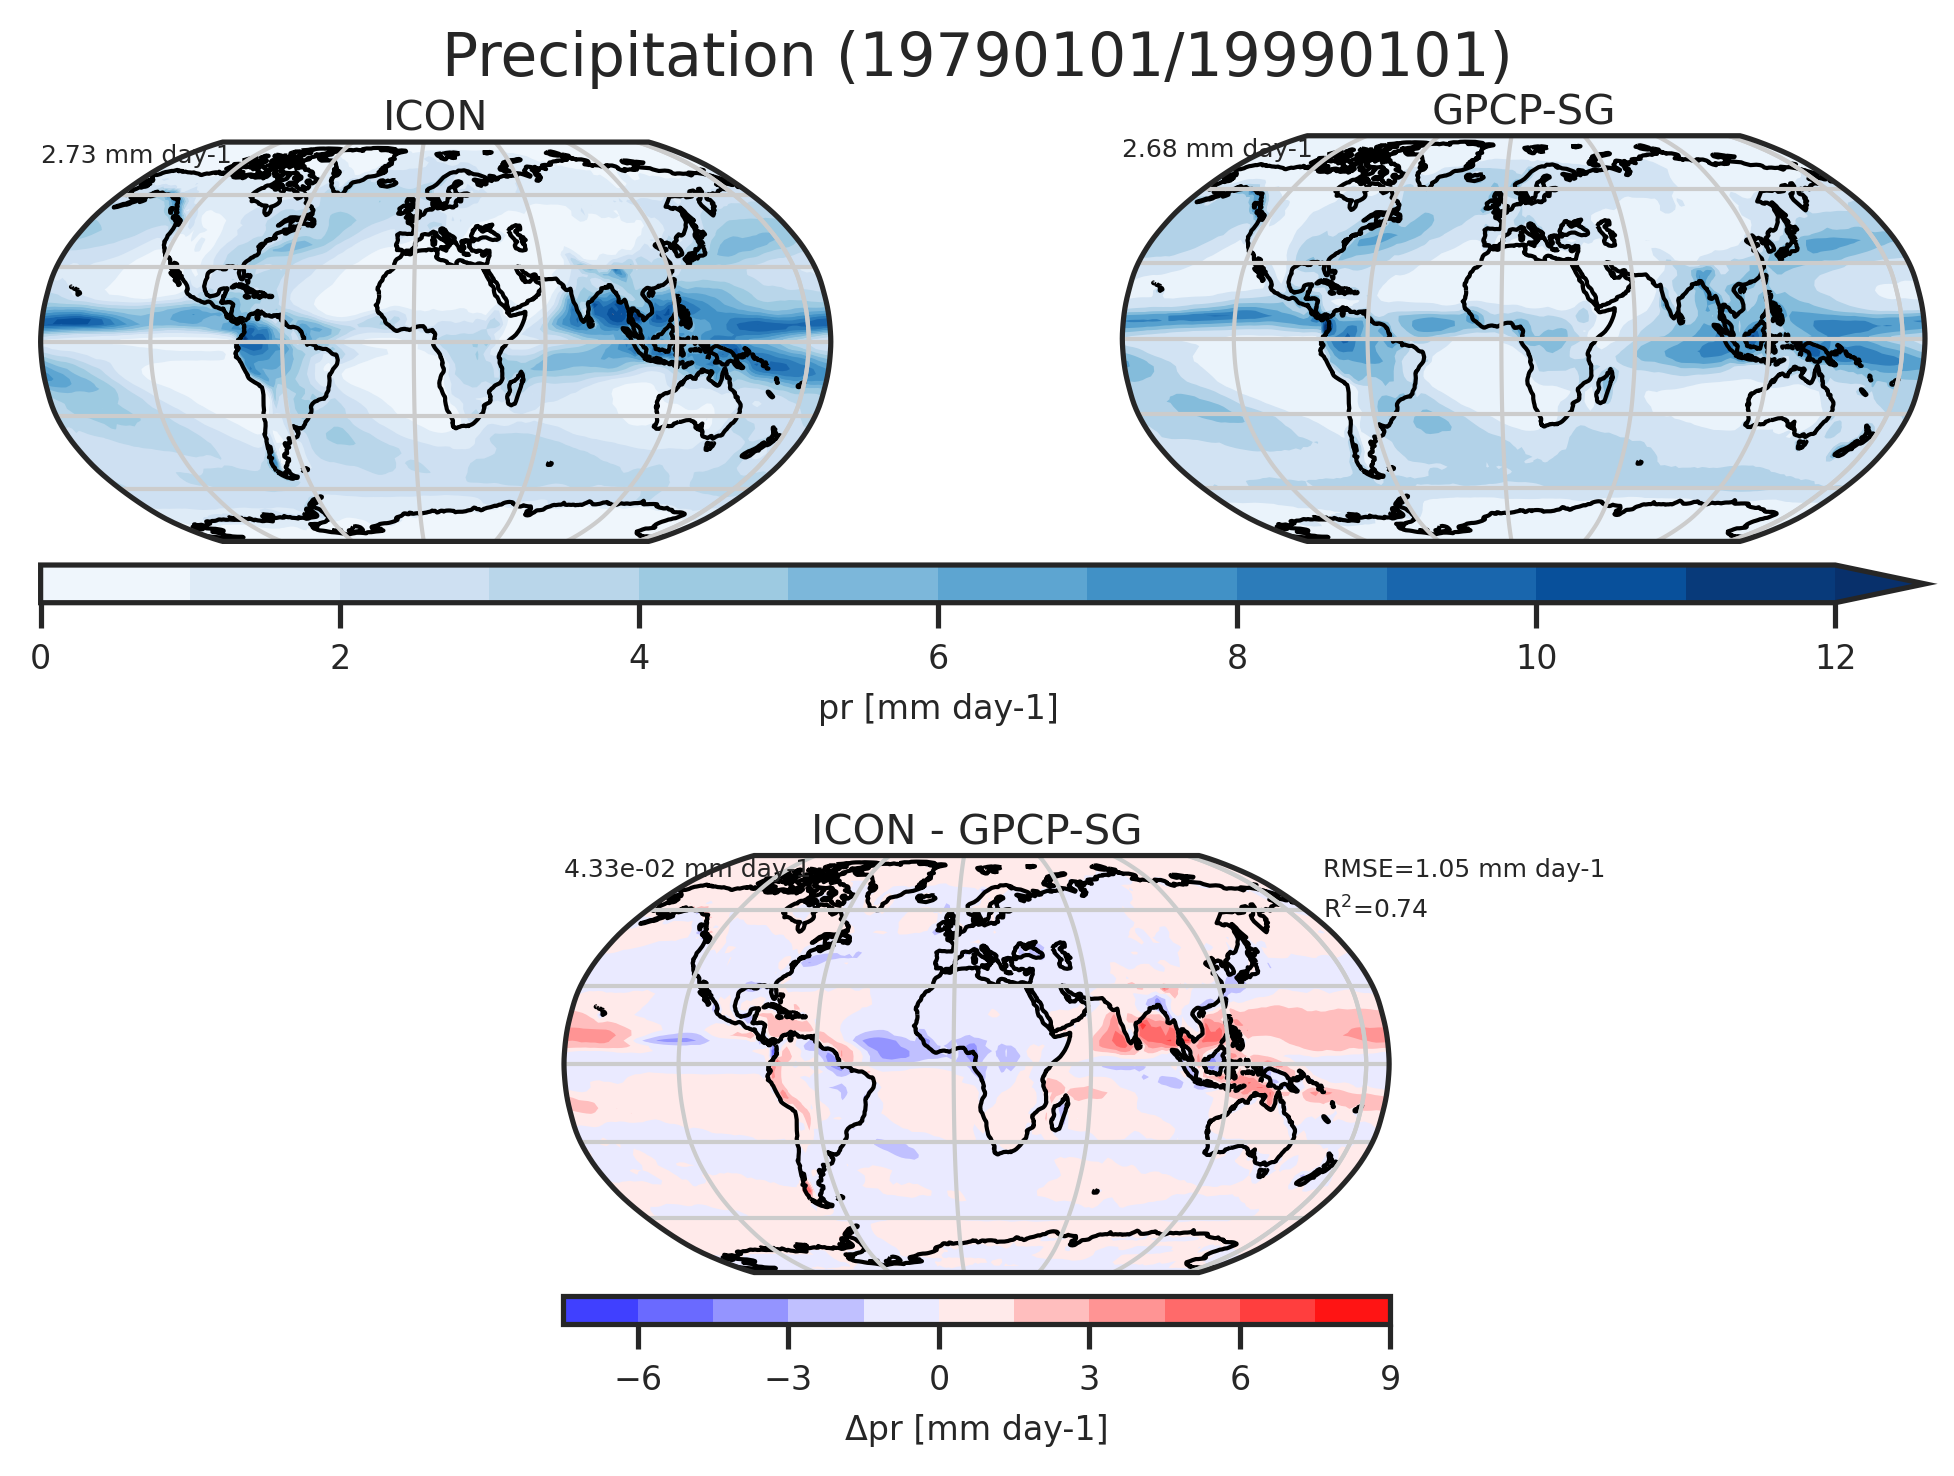 Precipitation (19790101/19990101)
ICON
GPCP-SG
2.73 mm day-1
2.68 mm day-1
0 2 4 6 8 10 12
pr [mm day-1]
ICON - GPCP-SG
4.33e-02 mm day-1
RMSE=1.05 mm day-1
R²=0.74
−6 −3 0 3 6 9
Δpr [mm day-1]